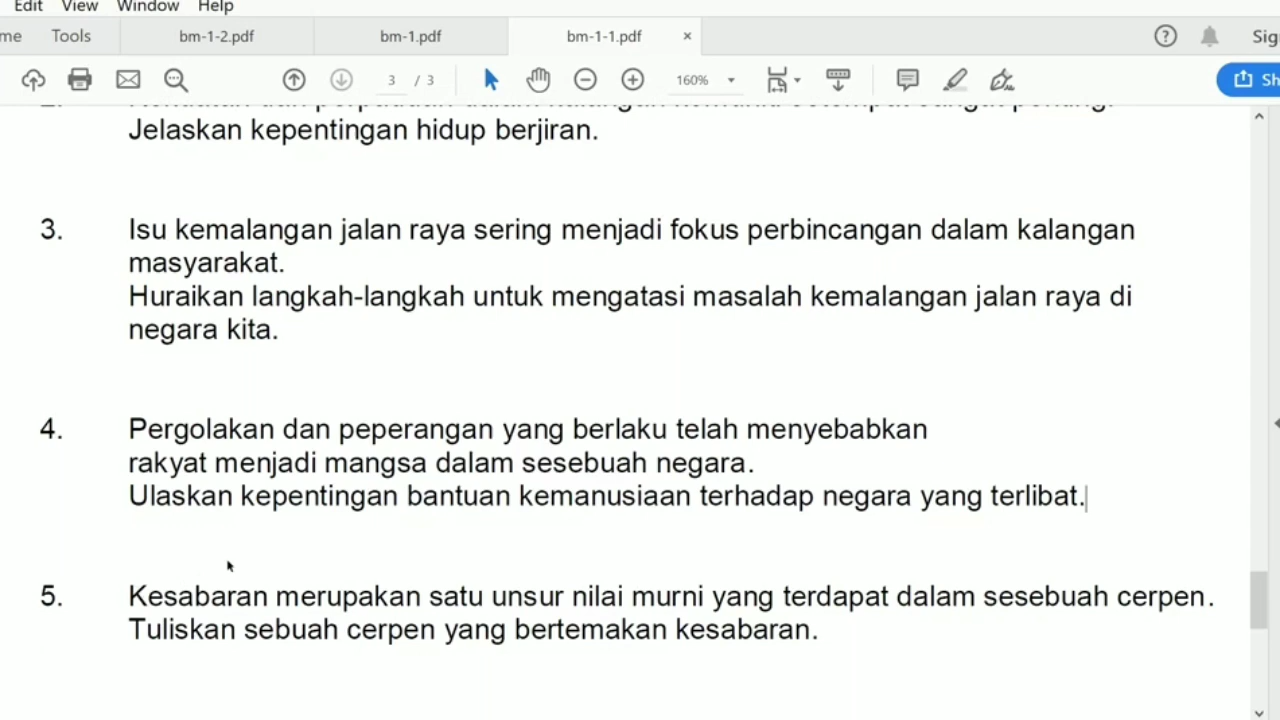 Edit View Window Help
me Tools bm-1-2.pdf bm-1.pdf bm-1-1.pdf × ? Sig
3 / 3 160% Sh
Jelaskan kepentingan hidup berjiran.
3. Isu kemalangan jalan raya sering menjadi fokus perbincangan dalam kalangan
masyarakat.
Huraikan langkah-langkah untuk mengatasi masalah kemalangan jalan raya di
negara kita.
4. Pergolakan dan peperangan yang berlaku telah menyebabkan
rakyat menjadi mangsa dalam sesebuah negara.
Ulaskan kepentingan bantuan kemanusiaan terhadap negara yang terlibat.
5. Kesabaran merupakan satu unsur nilai murni yang terdapat dalam sesebuah cerpen.
Tuliskan sebuah cerpen yang bertemakan kesabaran.